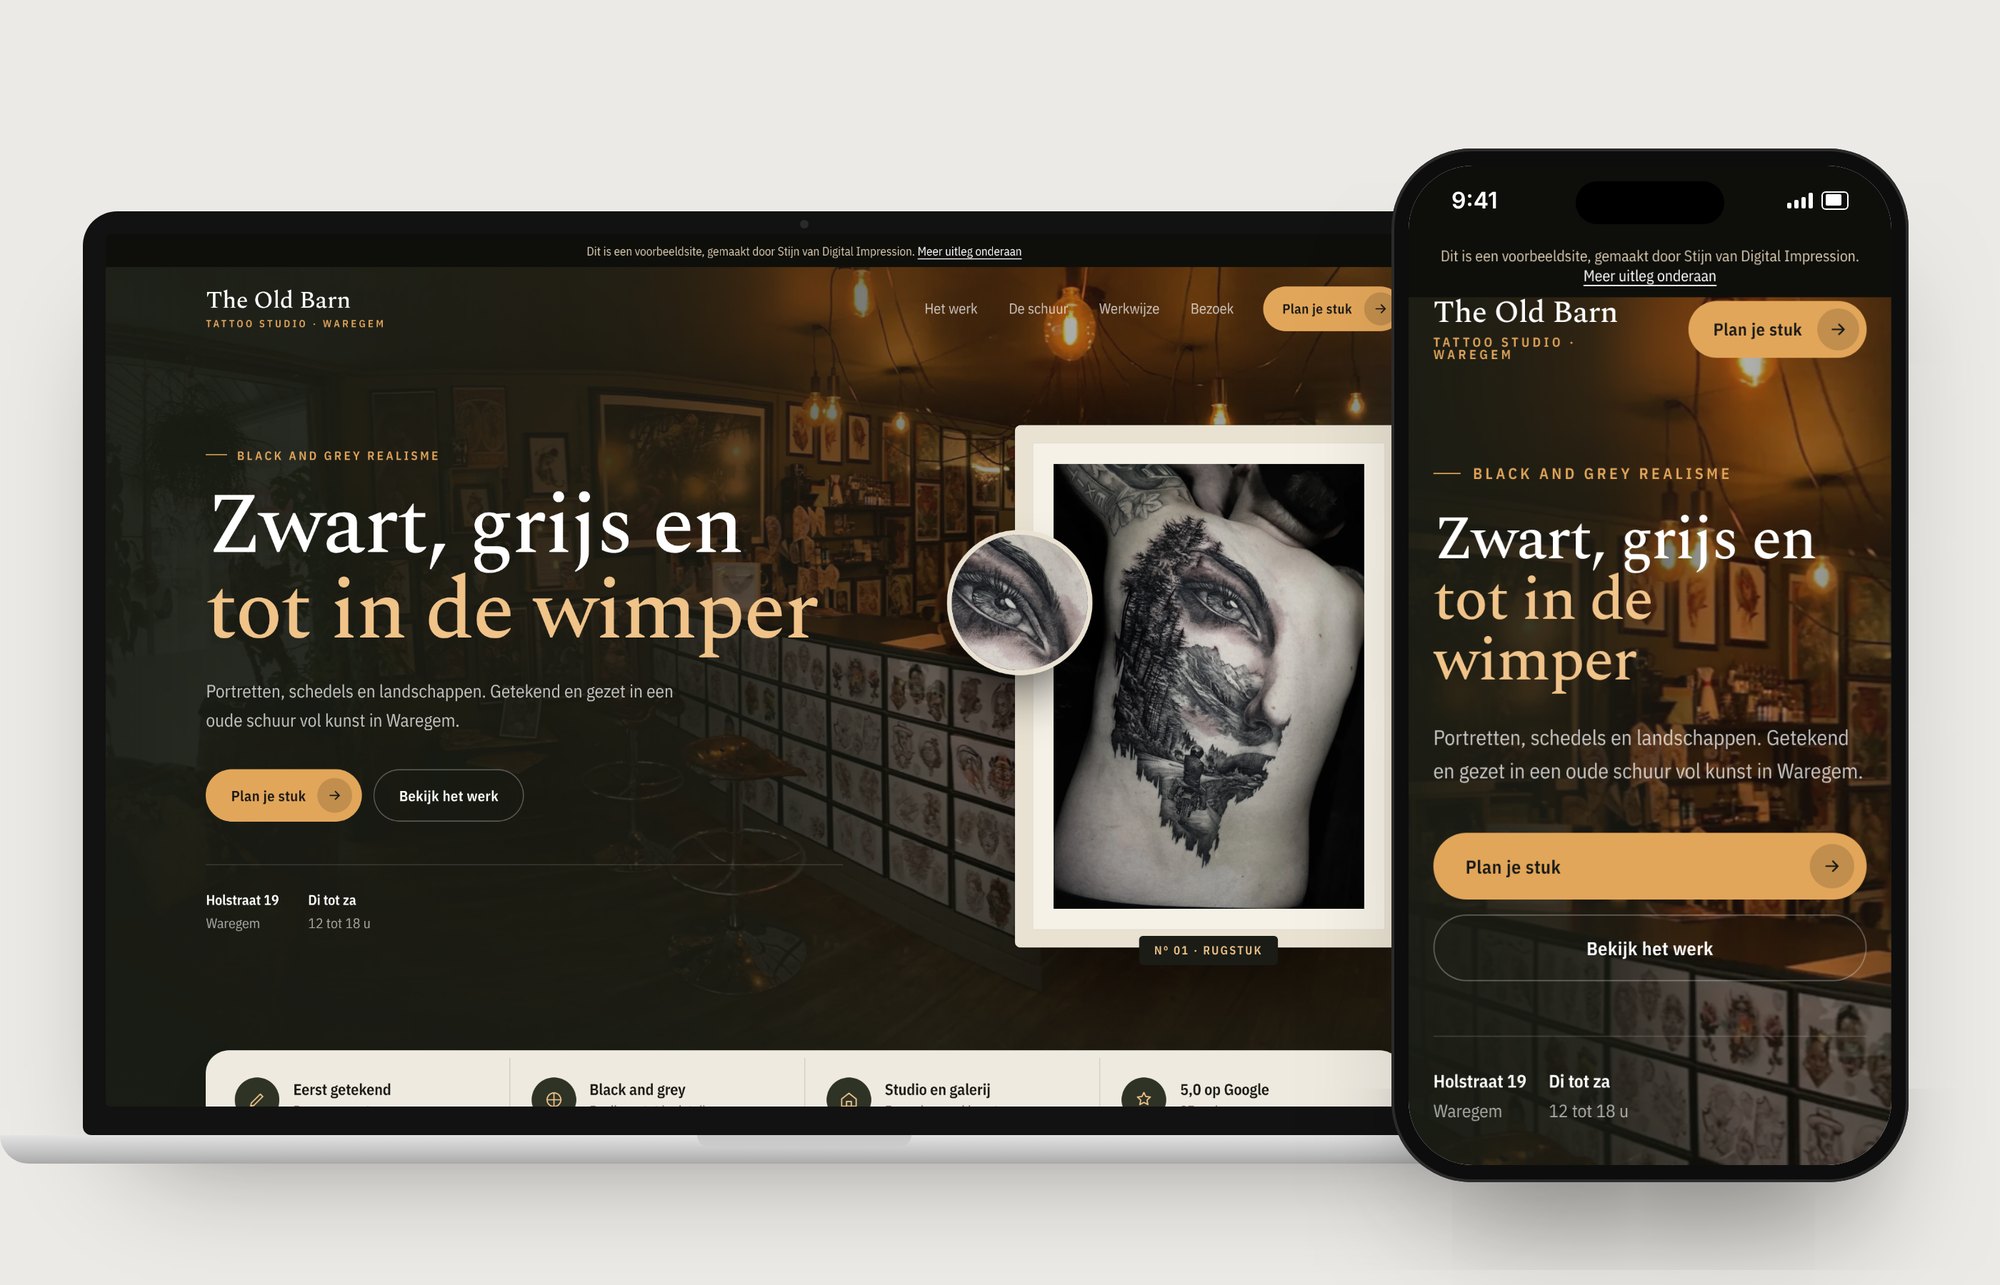 Dit is een voorbeeldsite, gemaakt door Stijn van Digital Impression. Meer uitleg onderaan
The Old Barn
TATTOO STUDIO · WAREGEM
Het werk
De schuur
Werkwijze
Bezoek
Plan je stuk
BLACK AND GREY REALISME
Zwart, grijs en
tot in de wimper
Portretten, schedels en landschappen. Getekend en gezet in een
oude schuur vol kunst in Waregem.
Plan je stuk
Bekijk het werk
Holstraat 19
Waregem
Di tot za
12 tot 18 u
N° 01 · RUGSTUK
Eerst getekend
Black and grey
Studio en galerij
5,0 op Google
9:41
Dit is een voorbeeldsite, gemaakt door Stijn van Digital Impression.
Meer uitleg onderaan
The Old Barn
TATTOO STUDIO ·
WAREGEM
Plan je stuk
BLACK AND GREY REALISME
Zwart, grijs en
tot in de
wimper
Portretten, schedels en landschappen. Getekend
en gezet in een oude schuur vol kunst in Waregem.
Plan je stuk
Bekijk het werk
Holstraat 19
Waregem
Di tot za
12 tot 18 u